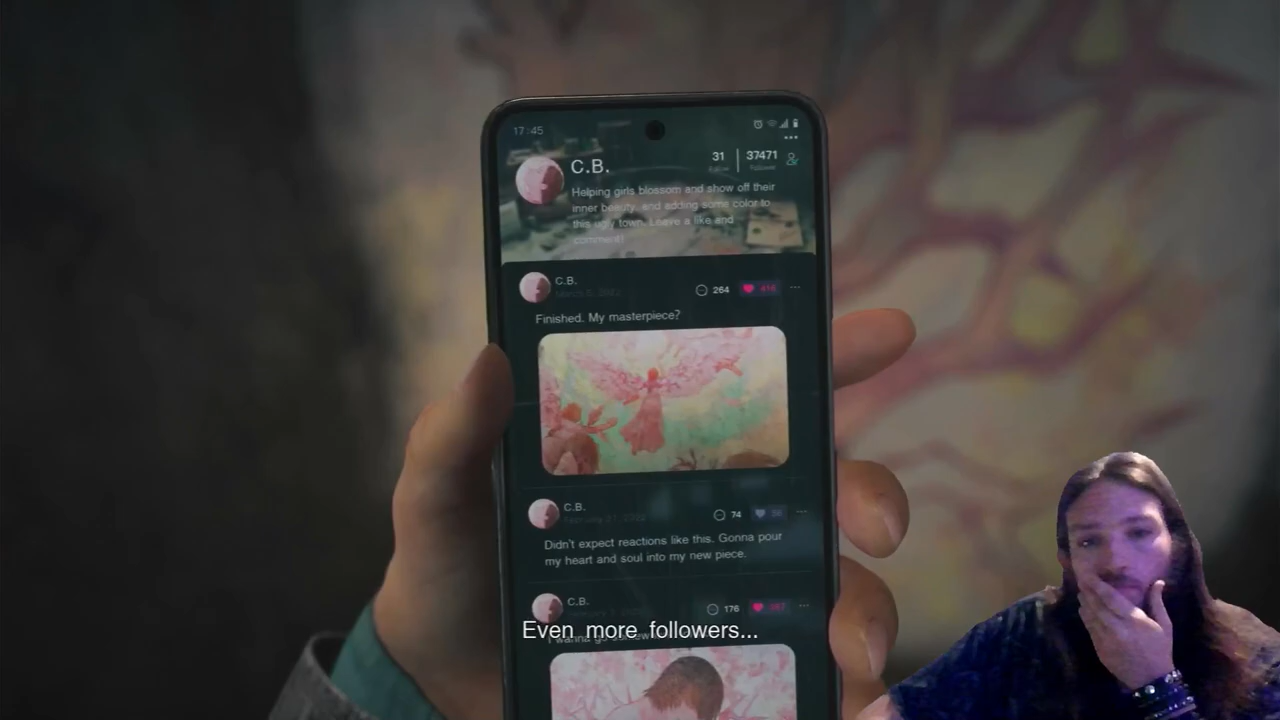 17:45
C.B.
31
37471
Helping girls blossom and show off their
inner beauty, and adding some color to
this ugly town. Leave a like and
comment!
C.B.
264
416
Finished. My masterpiece?
C.B.
74
Didn't expect reactions like this. Gonna pour
my heart and soul into my new piece.
C.B.
176
Even more followers...